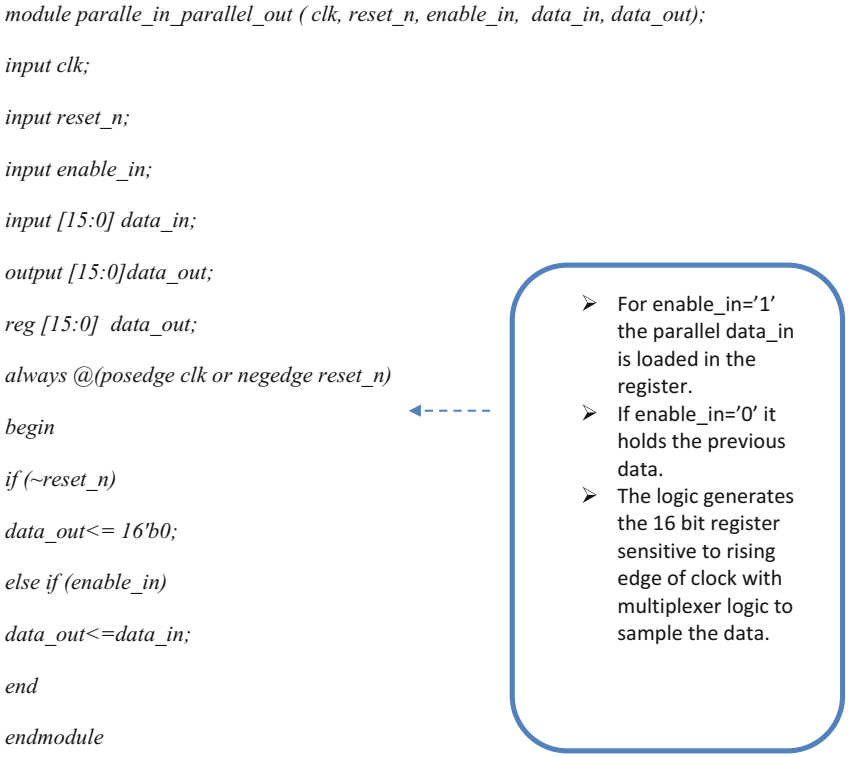 module paralle_in_parallel_out ( clk, reset_n, enable_in, data_in, data_out);
input clk;
input reset_n;
input enable_in;
input [15:0] data_in;
output [15:0]data_out;
reg [15:0] data_out;
always @(posedge clk or negedge reset_n)
begin
if (~reset_n)
data_out<= 16'b0;
else if (enable_in)
data_out<=data_in;
end
endmodule
➢ For enable_in=’1’
the parallel data_in
is loaded in the
register.
➢ If enable_in=’0’ it
holds the previous
data.
➢ The logic generates
the 16 bit register
sensitive to rising
edge of clock with
multiplexer logic to
sample the data.